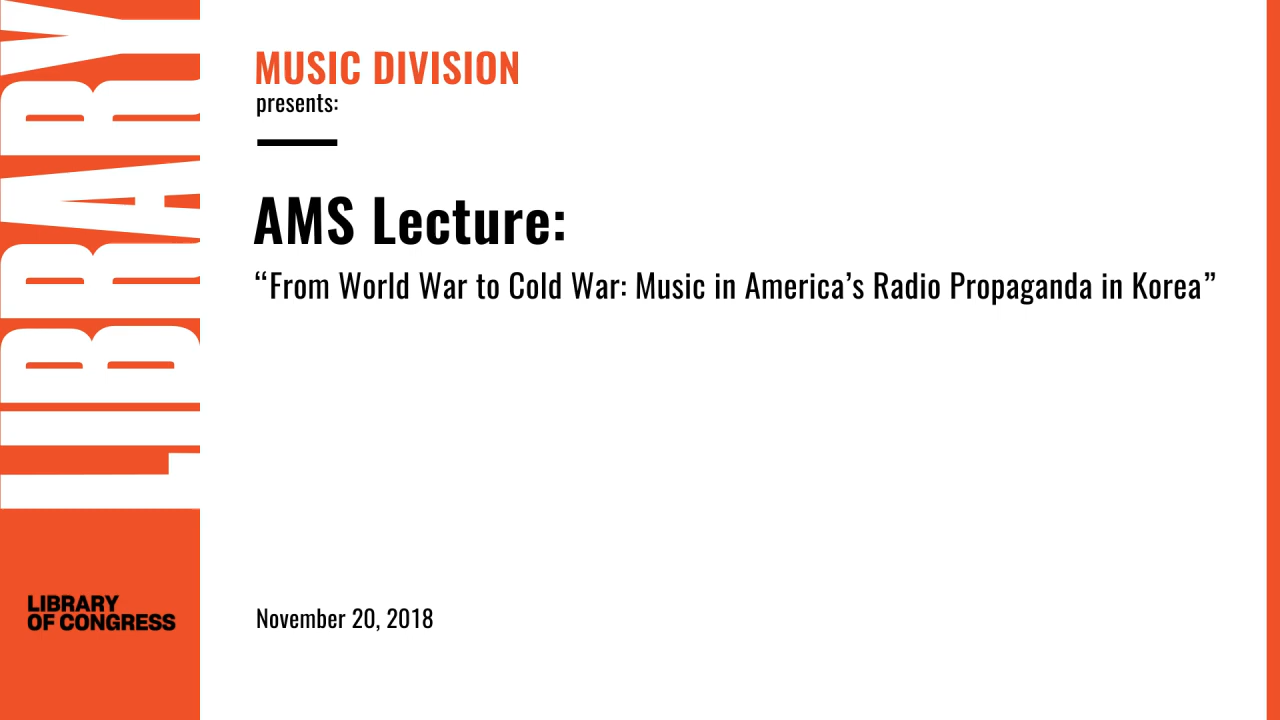 LIBRARY
MUSIC DIVISION
presents:
AMS Lecture:
“From World War to Cold War: Music in America’s Radio Propaganda in Korea”
LIBRARY
OF CONGRESS
November 20, 2018